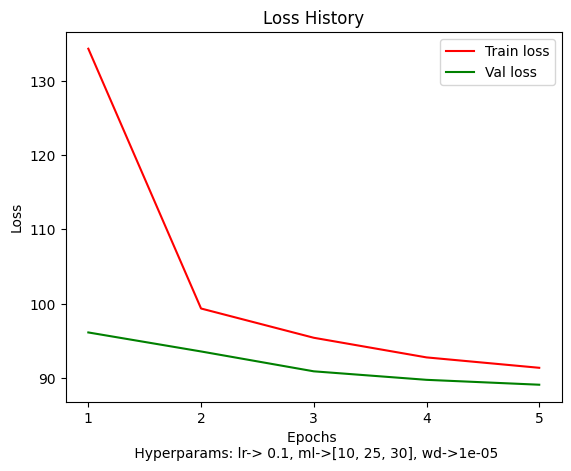 Loss History
Train loss
Val loss
Loss
130
120
110
100
90
1 2 3 4 5
Epochs
Hyperparams: lr-> 0.1, ml->[10, 25, 30], wd->1e-05